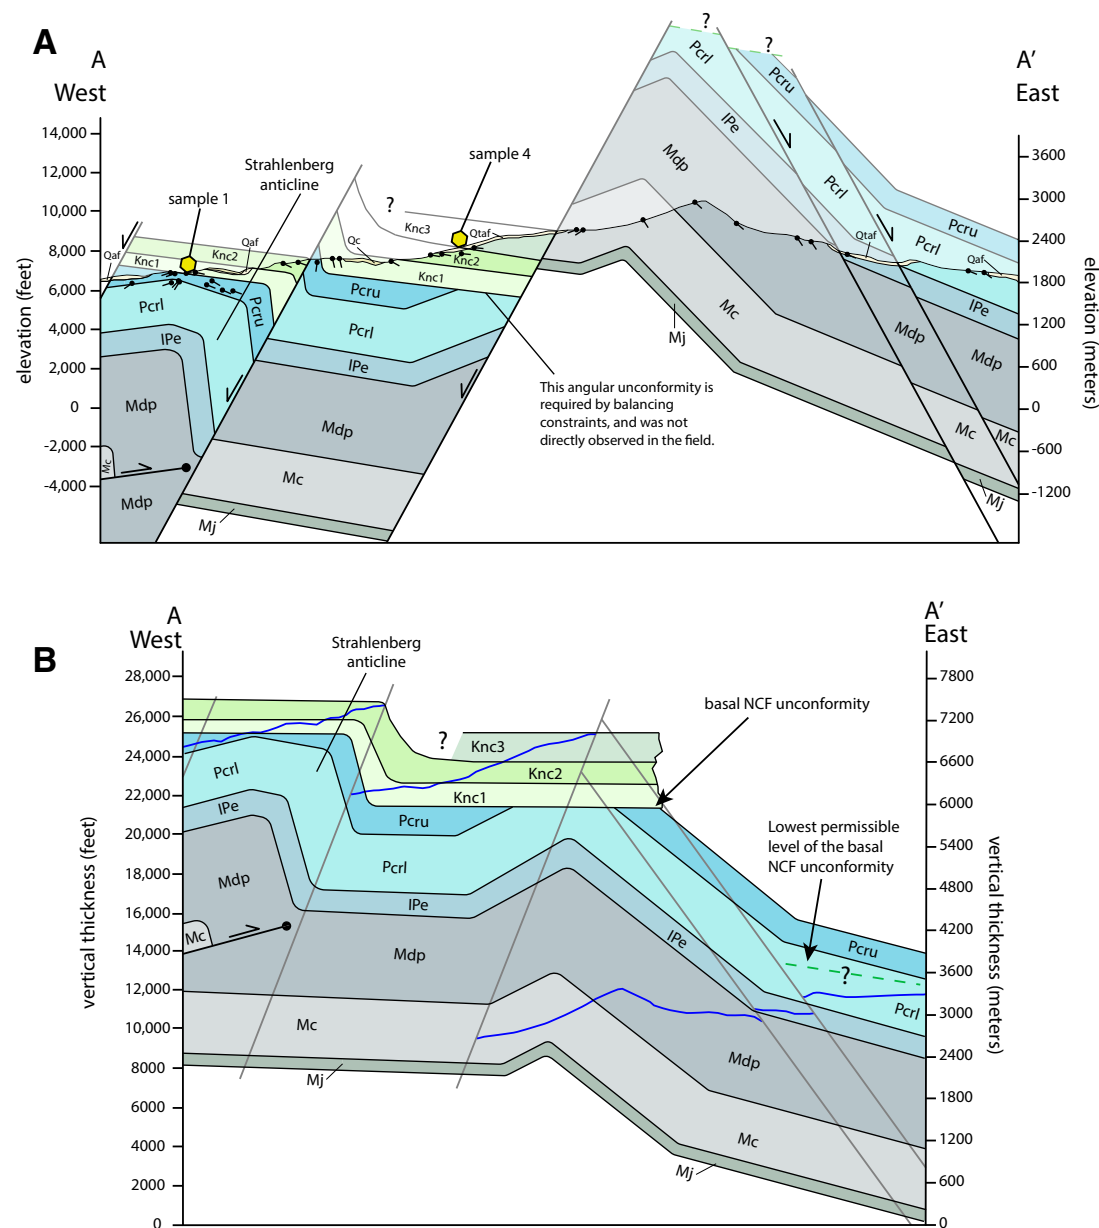 A
A
West
A′
East
?
?
14,000
12,000
10,000
8,000
6,000
4,000
2,000
0
-2,000
-4,000
elevation (feet)
3600
3000
2400
1800
1200
600
0
-600
-1200
elevation (meters)
Strahlenberg
anticline
sample 1
sample 4
?
Qaf
Knc1
Knc2
Qaf
Qc
Knc3
Qtaf
Knc2
Knc1
Pcrl
Pcru
IPe
Mdp
Mc
Mdp
Pcru
Pcrl
IPe
Mdp
Mc
Mj
This angular unconformity is
required by balancing
constraints, and was not
directly observed in the field.
Pcrl
Pcru
IPe
Mdp
Pcrl
Pcru
Pcrl
Qtaf
Qaf
IPe
Mdp
Mdp
Mc
Mj
Mc
Mc
Mj
B
A
West
A′
East
28,000
26,000
24,000
22,000
20,000
18,000
16,000
14,000
12,000
10,000
8000
6000
4000
2000
0
vertical thickness (feet)
7800
7200
6600
6000
5400
4800
4200
3600
3000
2400
1800
1200
600
0
vertical thickness (meters)
Strahlenberg
anticline
basal NCF unconformity
?
Knc3
Knc2
Knc1
Pcrl
IPe
Mdp
Mc
Pcru
Pcrl
IPe
Mdp
Mc
Mj
Lowest permissible
level of the basal
NCF unconformity
IPe
Pcru
?
Pcrl
Mdp
Mc
Mj